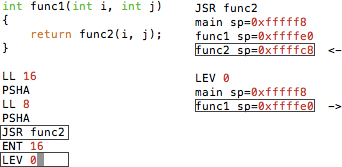 int func1(int i, int j)
{
    return func2(i, j);
}
LL 16
PSHA
LL 8
PSHA
JSR func2
ENT 16
LEV 0
JSR func2
main sp=0xfffff8
func1 sp=0xffffe0
func2 sp=0xffffc8 <-
LEV 0
main sp=0xfffff8
func1 sp=0xffffe0 ->